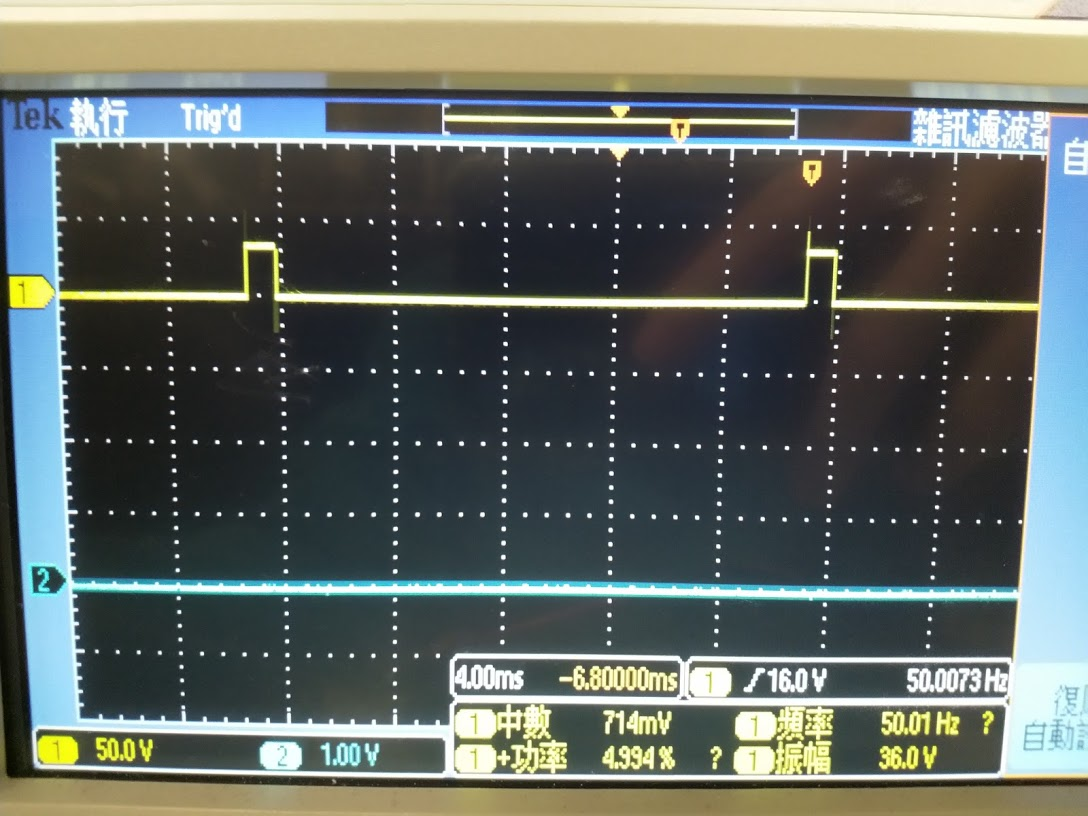 Tek 執行 Trig'd 雜訊濾波器
自
1
2
4.00ms -6.80000ms 1 16.0 V 50.0073 Hz
1 50.0 V 2 1.00 V
1 中數 714mV 1 頻率 50.01 Hz ?
1 +功率 4.994 % ? 1 振幅 36.0 V
自動